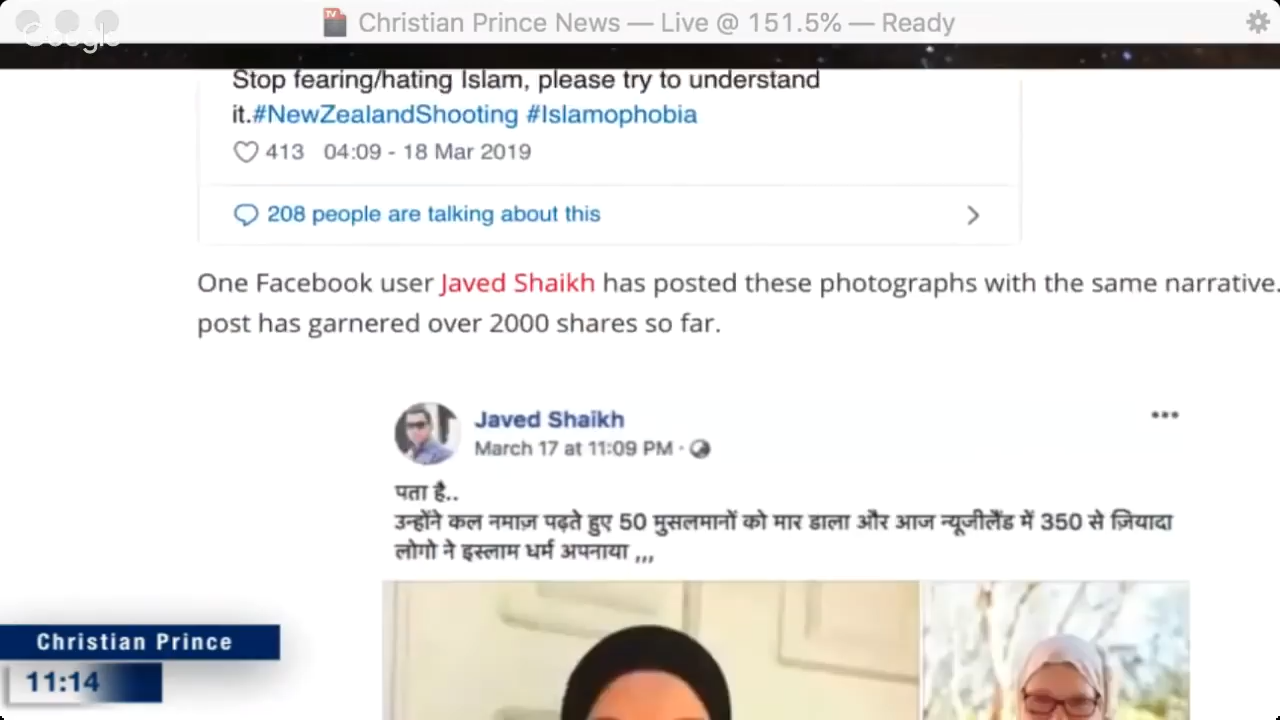 Christian Prince News — Live @ 151.5% — Ready
Google
Stop fearing/hating Islam, please try to understand
it.#NewZealandShooting #Islamophobia
413 04:09 - 18 Mar 2019
208 people are talking about this
One Facebook user Javed Shaikh has posted these photographs with the same narrative.
post has garnered over 2000 shares so far.
Javed Shaikh
March 17 at 11:09 PM ·
पता है..
उन्होंने कल नमाज़ पढ़ते हुए 50 मुसलमानों को मार डाला और आज न्यूजीलैंड में 350 से ज़ियादा
लोगो ने इस्लाम धर्म अपनाया ,,,
Christian Prince
11:14